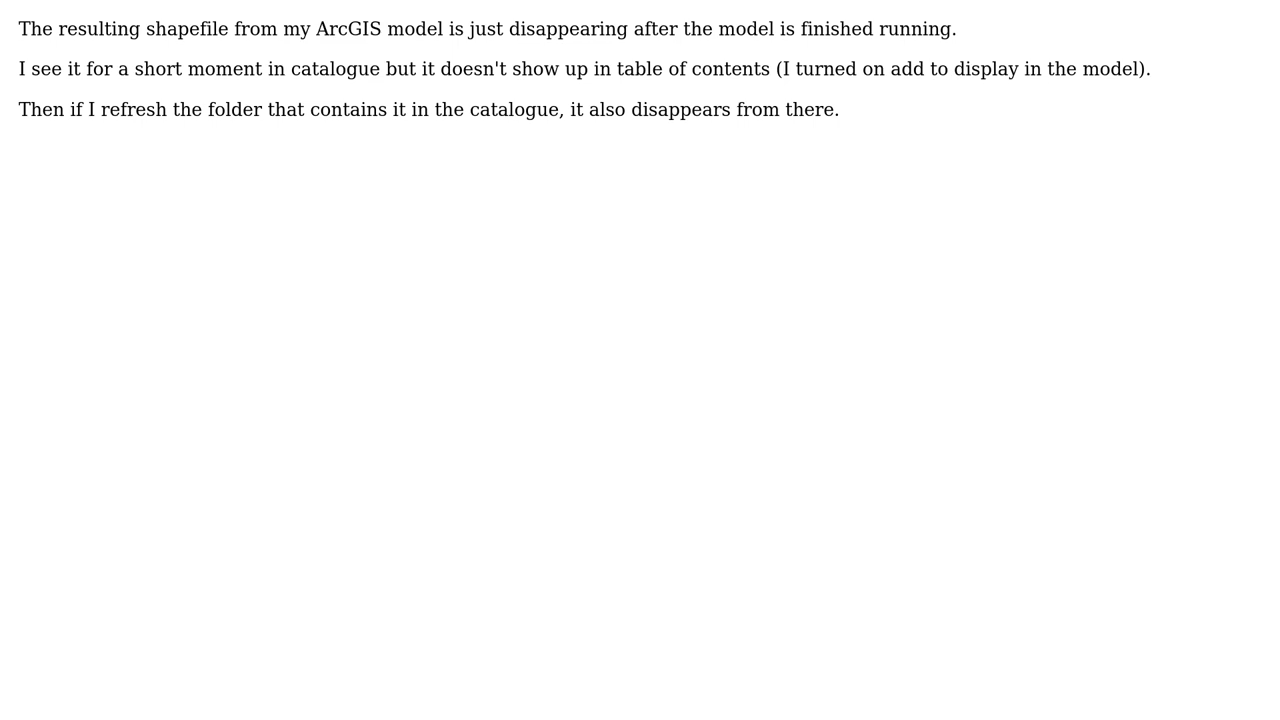 The resulting shapefile from my ArcGIS model is just disappearing after the model is finished running.
I see it for a short moment in catalogue but it doesn't show up in table of contents (I turned on add to display in the model).
Then if I refresh the folder that contains it in the catalogue, it also disappears from there.